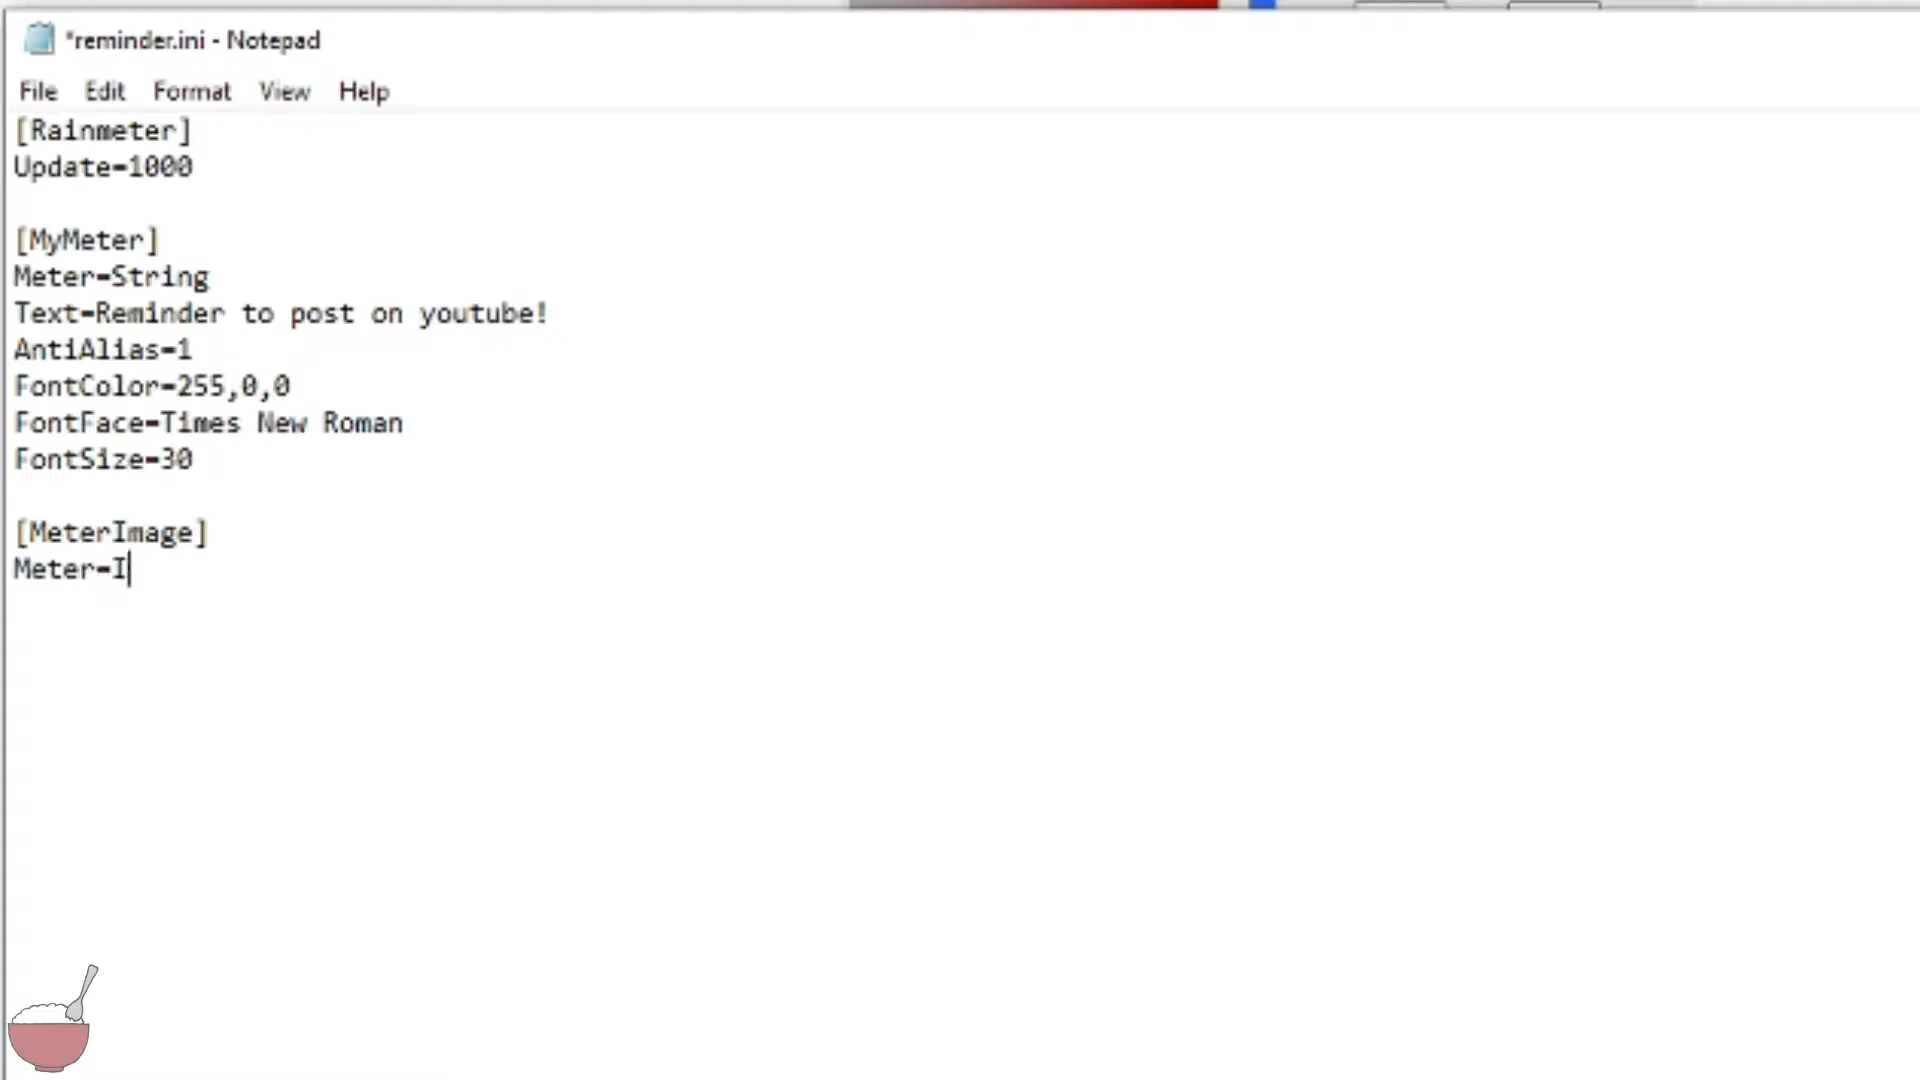 *reminder.ini - Notepad
File Edit Format View Help
[Rainmeter]
Update=1000
[MyMeter]
Meter=String
Text=Reminder to post on youtube!
AntiAlias=1
FontColor=255,0,0
FontFace=Times New Roman
FontSize=30
[MeterImage]
Meter=I